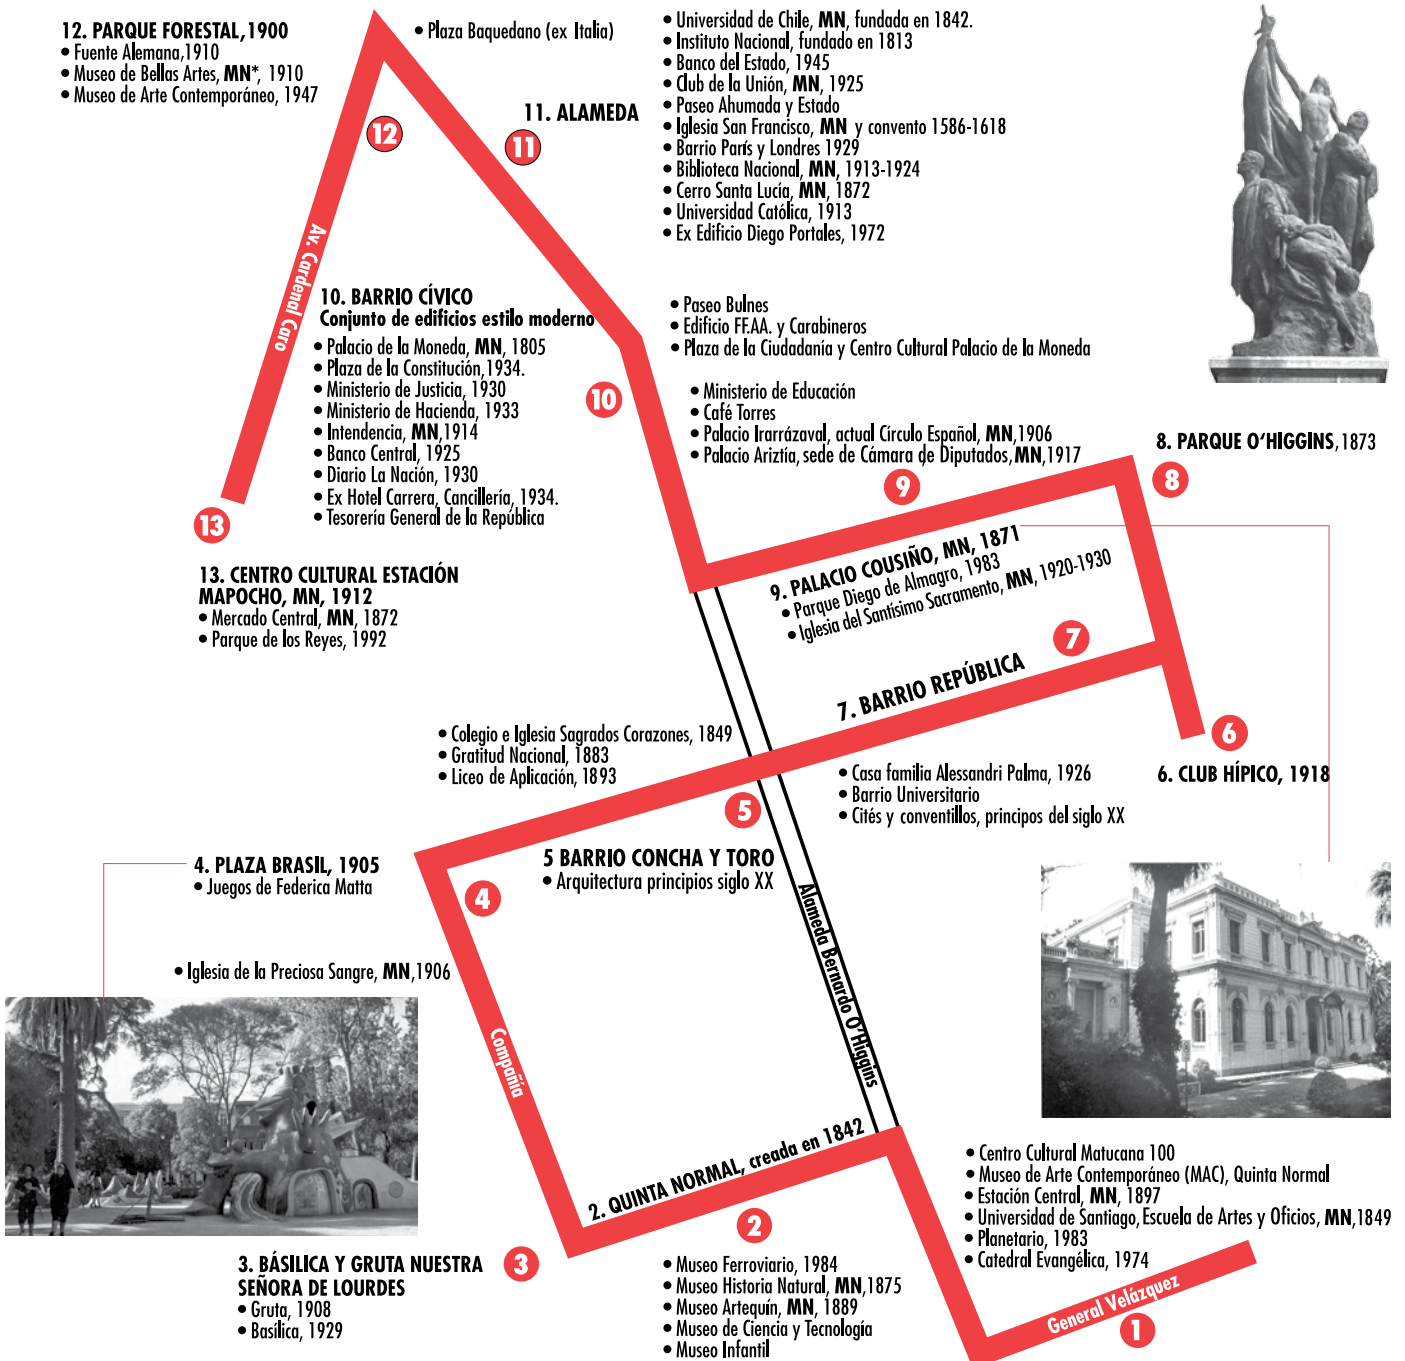 12. PARQUE FORESTAL, 1900
• Fuente Alemana,1910
• Museo de Bellas Artes, MN*, 1910
• Museo de Arte Contemporáneo, 1947
• Plaza Baquedano (ex Italia)
11. ALAMEDA
• Universidad de Chile, MN, fundada en 1842.
• Instituto Nacional, fundado en 1813
• Banco del Estado, 1945
• Club de la Unión, MN, 1925
• Paseo Ahumada y Estado
• Iglesia San Francisco, MN y convento 1586-1618
• Barrio París y Londres 1929
• Biblioteca Nacional, MN, 1913-1924
• Cerro Santa Lucía, MN, 1872
• Universidad Católica, 1913
• Ex Edificio Diego Portales, 1972
12
11
Av. Cardenal Caro
10. BARRIO CÍVICO
Conjunto de edificios estilo moderno
• Palacio de la Moneda, MN, 1805
• Plaza de la Constitución,1934.
• Ministerio de Justicia, 1930
• Ministerio de Hacienda, 1933
• Intendencia, MN,1914
• Banco Central, 1925
• Diario La Nación, 1930
• Ex Hotel Carrera, Cancillería, 1934.
• Tesorería General de la República
10
• Paseo Bulnes
• Edificio FF.AA. y Carabineros
• Plaza de la Ciudadanía y Centro Cultural Palacio de la Moneda
• Ministerio de Educación
• Café Torres
• Palacio Irarrázaval, actual Círculo Español, MN,1906
• Palacio Ariztía, sede de Cámara de Diputados, MN,1917
9
8. PARQUE O'HIGGINS, 1873
8
13
13. CENTRO CULTURAL ESTACIÓN
MAPOCHO, MN, 1912
• Mercado Central, MN, 1872
• Parque de los Reyes, 1992
9. PALACIO COUSIÑO, MN, 1871
• Parque Diego de Almagro, 1983
• Iglesia del Santísimo Sacramento, MN, 1920-1930
7
7. BARRIO REPÚBLICA
• Colegio e Iglesia Sagrados Corazones, 1849
• Gratitud Nacional, 1883
• Liceo de Aplicación, 1893
6
6. CLUB HÍPICO, 1918
• Casa familia Alessandri Palma, 1926
• Barrio Universitario
• Cités y conventillos, principos del siglo XX
5
5 BARRIO CONCHA Y TORO
• Arquitectura principios siglo XX
4. PLAZA BRASIL, 1905
• Juegos de Federica Matta
4
Alameda Bernardo O'Higgins
• Iglesia de la Preciosa Sangre, MN,1906
Compañía
2. QUINTA NORMAL, creada en 1842
2
3
3. BÁSILICA Y GRUTA NUESTRA
SEÑORA DE LOURDES
• Gruta, 1908
• Basílica, 1929
• Museo Ferroviario, 1984
• Museo Historia Natural, MN,1875
• Museo Artequín, MN, 1889
• Museo de Ciencia y Tecnología
• Museo Infantil
• Centro Cultural Matucana 100
• Museo de Arte Contemporáneo (MAC), Quinta Normal
• Estación Central, MN, 1897
• Universidad de Santiago, Escuela de Artes y Oficios, MN,1849
• Planetario, 1983
• Catedral Evangélica, 1974
General Velázquez
1